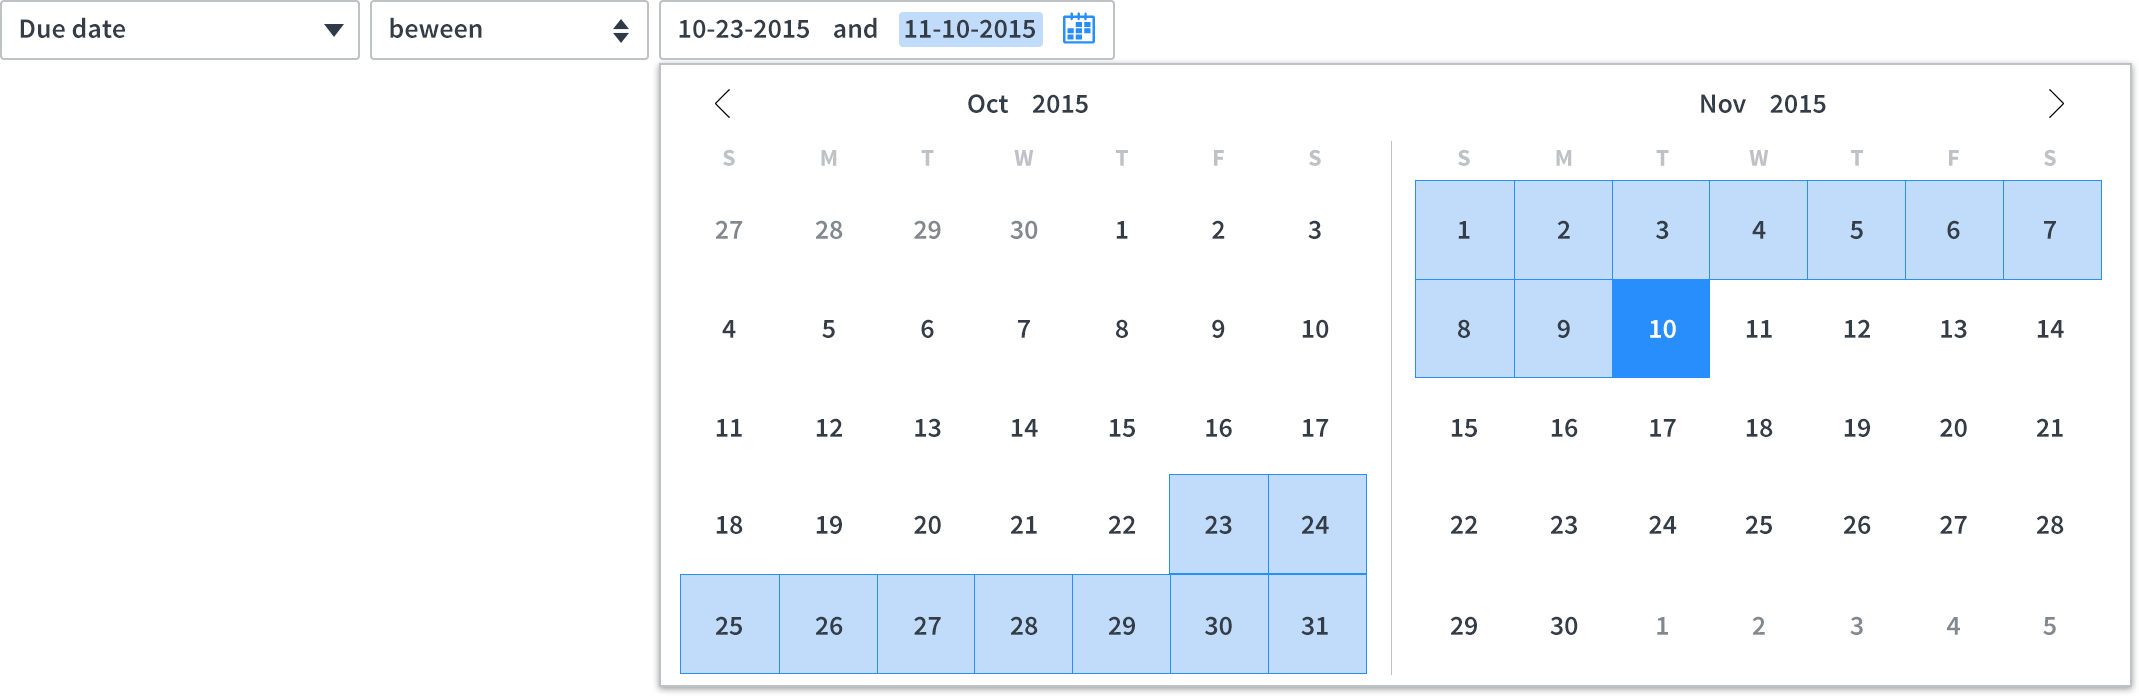 Due date beween 10-23-2015 and 11-10-2015
Oct 2015
S M T W T F S
27 28 29 30 1 2 3
4 5 6 7 8 9 10
11 12 13 14 15 16 17
18 19 20 21 22 23 24
25 26 27 28 29 30 31
Nov 2015
S M T W T F S
1 2 3 4 5 6 7
8 9 10 11 12 13 14
15 16 17 18 19 20 21
22 23 24 25 26 27 28
29 30 1 2 3 4 5